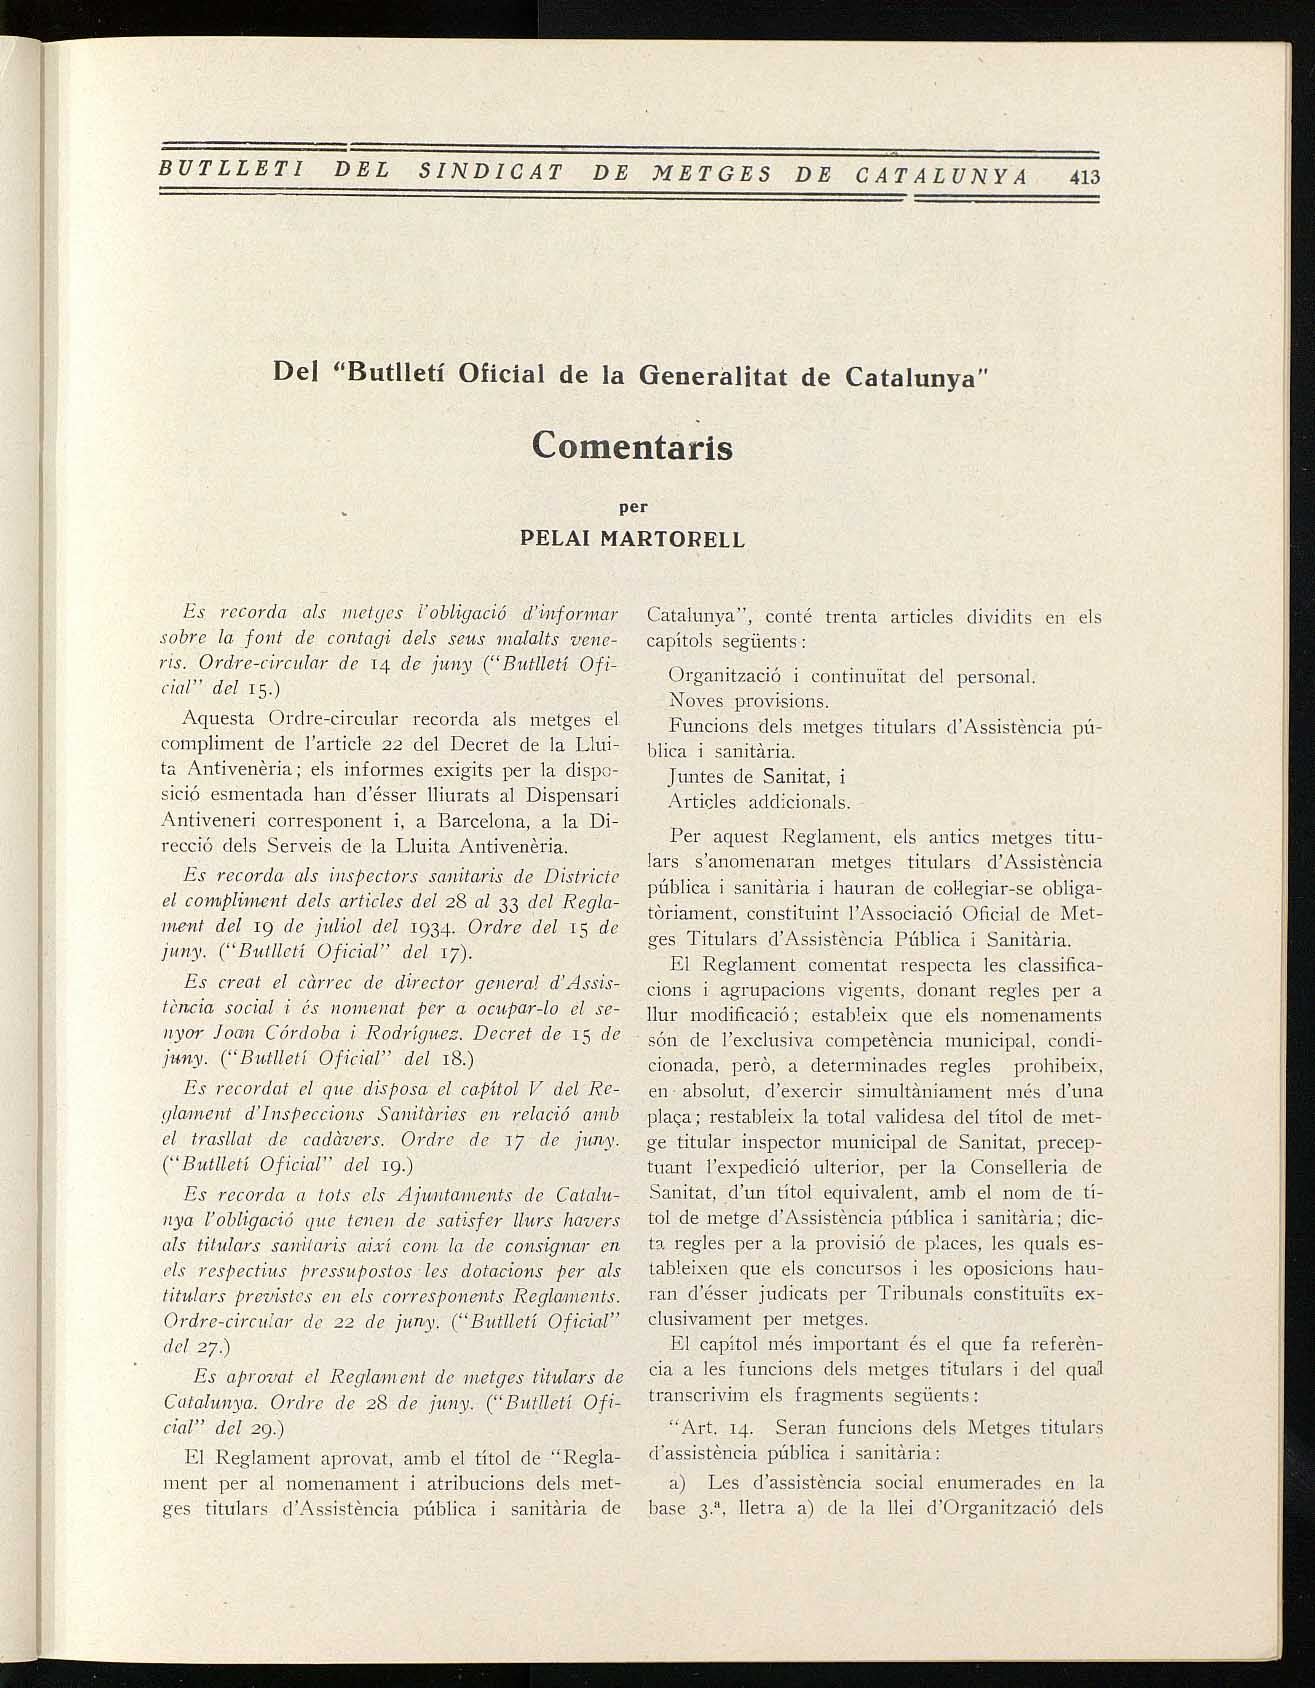 BUTLLETI DEL SINDICAT DE METGES DE CATALUNYA 413
Del "Butlletí Oficial de la Generalitat de Catalunya"
Comentaris
per
PELAI MARTORELL
Es recorda als metges l'obligació d'informar
sobre la font de contagi dels seus malalts vene-
ris. Ordre-circular de 14 de juny ("Butlletí Ofi-
cial" del 15.)
Aquesta Ordre-circular recorda als metges el
compliment de l'article 22 del Decret de la Llui-
ta Antivenèria; els informes exigits per la dispo-
sició esmentada han d'ésser lliurats al Dispensari
Antiveneri corresponent i, a Barcelona, a la Di-
recció dels Serveis de la Lluita Antivenèria.
Es recorda als inspectors sanitaris de Districte
el compliment dels articles del 28 al 33 del Regla-
ment del 19 de juliol del 1934. Ordre del 15 de
juny. ("Butlletí Oficial" del 17).
Es creat el càrrec de director general d'Assis-
tència social i és nomenat per a ocupar-lo el se-
nyor Joan Córdoba i Rodríguez. Decret de 15 de
juny. ("Butlletí Oficial" del 18.)
Es recordat el que disposa el capítol V del Re-
glament d'Inspeccions Sanitàries en relació amb
el trasllat de cadàvers. Ordre de 17 de juny.
("Butlletí Oficial" del 19.)
Es recorda a tots els Ajuntaments de Catalu-
nya l'obligació que tenen de satisfer llurs havers
als titulars sanitaris així com la de consignar en
els respectius pressupostos les dotacions per als
titulars previstes en els corresponents Reglaments.
Ordre-circular de 22 de juny. ("Butlletí Oficial"
del 27.)
Es aprovat el Reglament de metges titulars de
Catalunya. Ordre de 28 de juny. ("Butlletí Ofi-
cial" del 29.)
El Reglament aprovat, amb el títol de "Regla-
ment per al nomenament i atribucions dels met-
ges titulars d'Assistència pública i sanitària de
Catalunya", conté trenta articles dividits en els
capítols següents:
Organització i continuïtat del personal.
Noves provisions.
Funcions dels metges titulars d'Assistència pú-
blica i sanitària.
Juntes de Sanitat, i
Articles addicionals.
Per aquest Reglament, els antics metges titu-
lars s'anomenaran metges titulars d'Assistència
pública i sanitària i hauran de col·legiar-se obliga-
tòriament, constituint l'Associació Oficial de Met-
ges Titulars d'Assistència Pública i Sanitària.
El Reglament comentat respecta les classifica-
cions i agrupacions vigents, donant regles per a
llur modificació; estableix que els nomenaments
són de l'exclusiva competència municipal, condi-
cionada, però, a determinades regles prohibeix,
en absolut, d'exercir simultàniament més d'una
plaça; restableix la total validesa del títol de met-
ge titular inspector municipal de Sanitat, precep-
tuant l'expedició ulterior, per la Conselleria de
Sanitat, d'un títol equivalent, amb el nom de tí-
tol de metge d'Assistència pública i sanitària; dic-
ta regles per a la provisió de places, les quals es-
tableixen que els concursos i les oposicions hau-
ran d'ésser judicats per Tribunals constituïts ex-
clusivament per metges.
El capítol més important és el que fa referèn-
cia a les funcions dels metges titulars i del qual
transcrivim els fragments següents:
"Art. 14. Seran funcions dels Metges titulars
d'assistència pública i sanitària:
a) Les d'assistència social enumerades en la
base 3.ª, lletra a) de la llei d'Organització dels